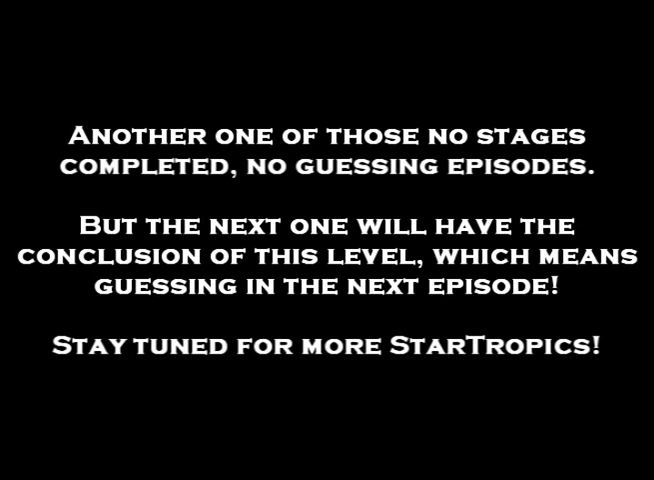 Another one of those no stages
completed, no guessing episodes.
But the next one will have the
conclusion of this level, which means
guessing in the next episode!
Stay tuned for more StarTropics!